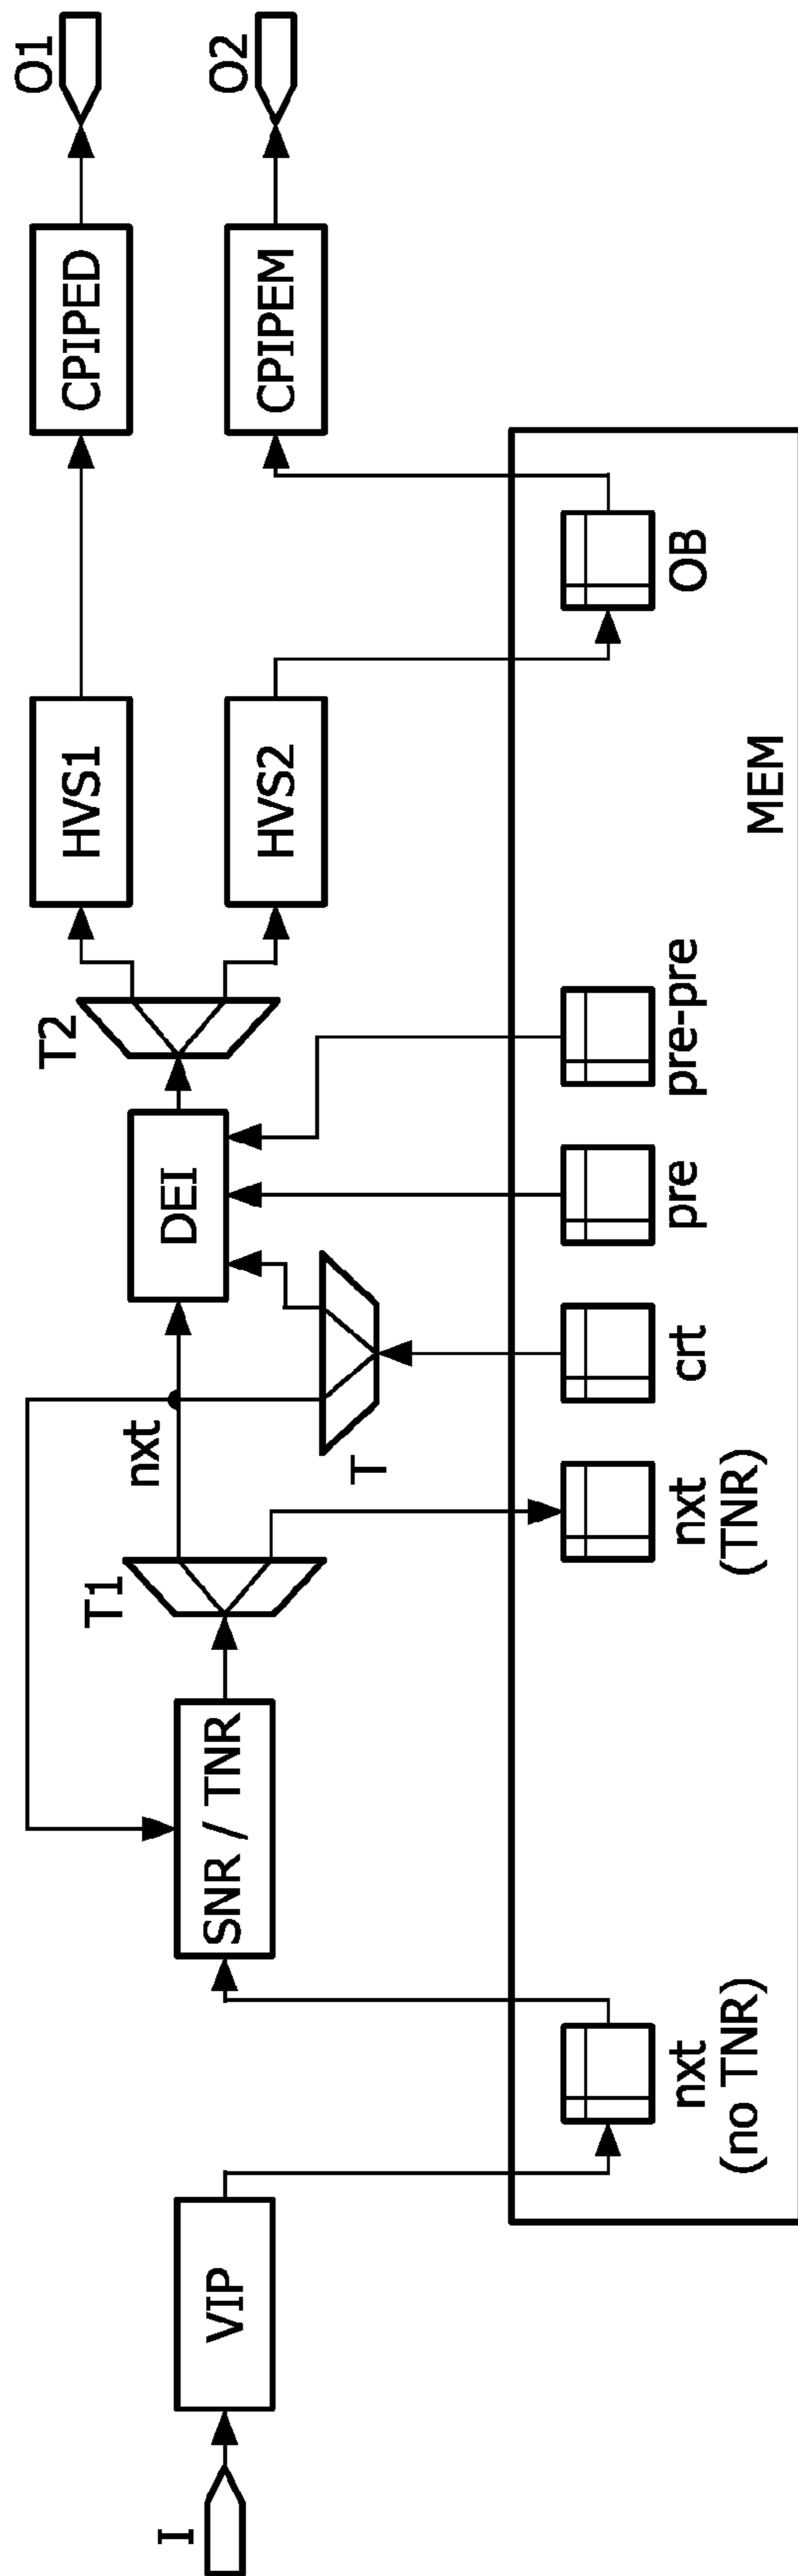 I
VIP
SNR / TNR
T1
nxt
T
DEI
T2
HVS1
HVS2
CPIPED
CPIPEM
O1
O2
nxt
(no TNR)
nxt
(TNR)
crt
pre
pre-pre
OB
MEM